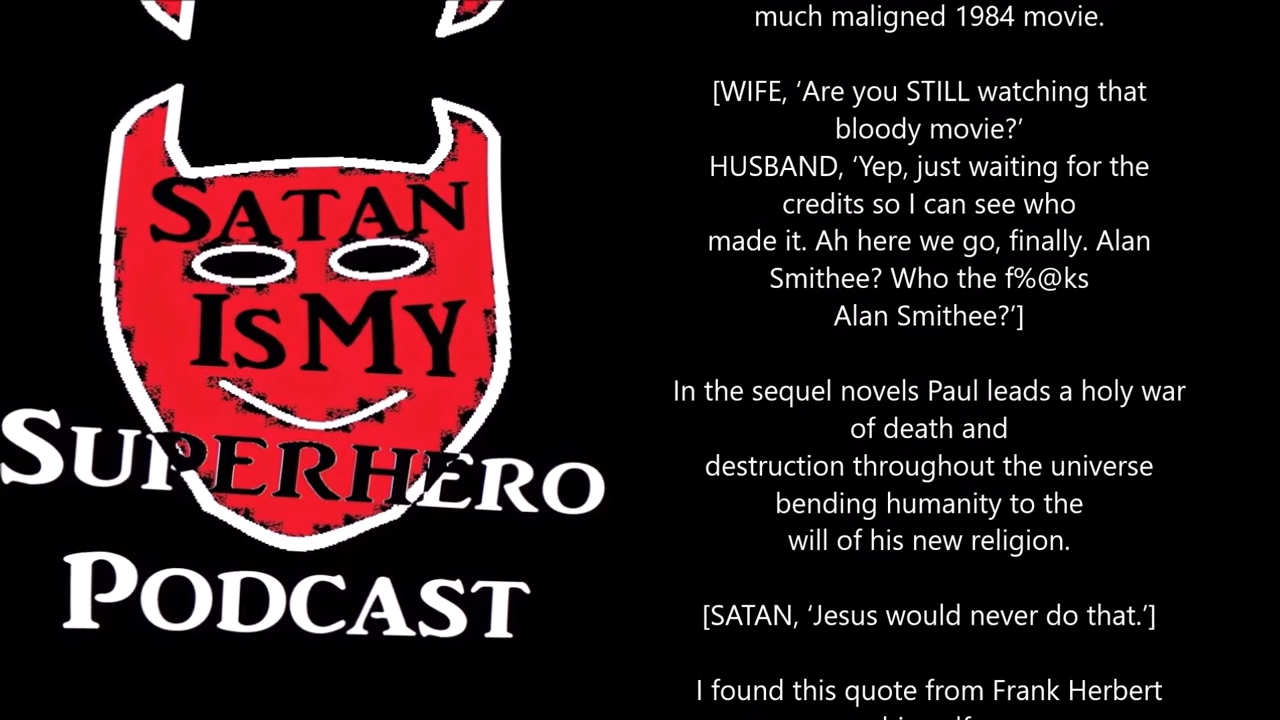 SATAN
IS MY
SUPERHERO
PODCAST
much maligned 1984 movie.
[WIFE, ‘Are you STILL watching that
bloody movie?’
HUSBAND, ‘Yep, just waiting for the
credits so I can see who
made it. Ah here we go, finally. Alan
Smithee? Who the f%@ks
Alan Smithee?’]
In the sequel novels Paul leads a holy war
of death and
destruction throughout the universe
bending humanity to the
will of his new religion.
[SATAN, ‘Jesus would never do that.’]
I found this quote from Frank Herbert